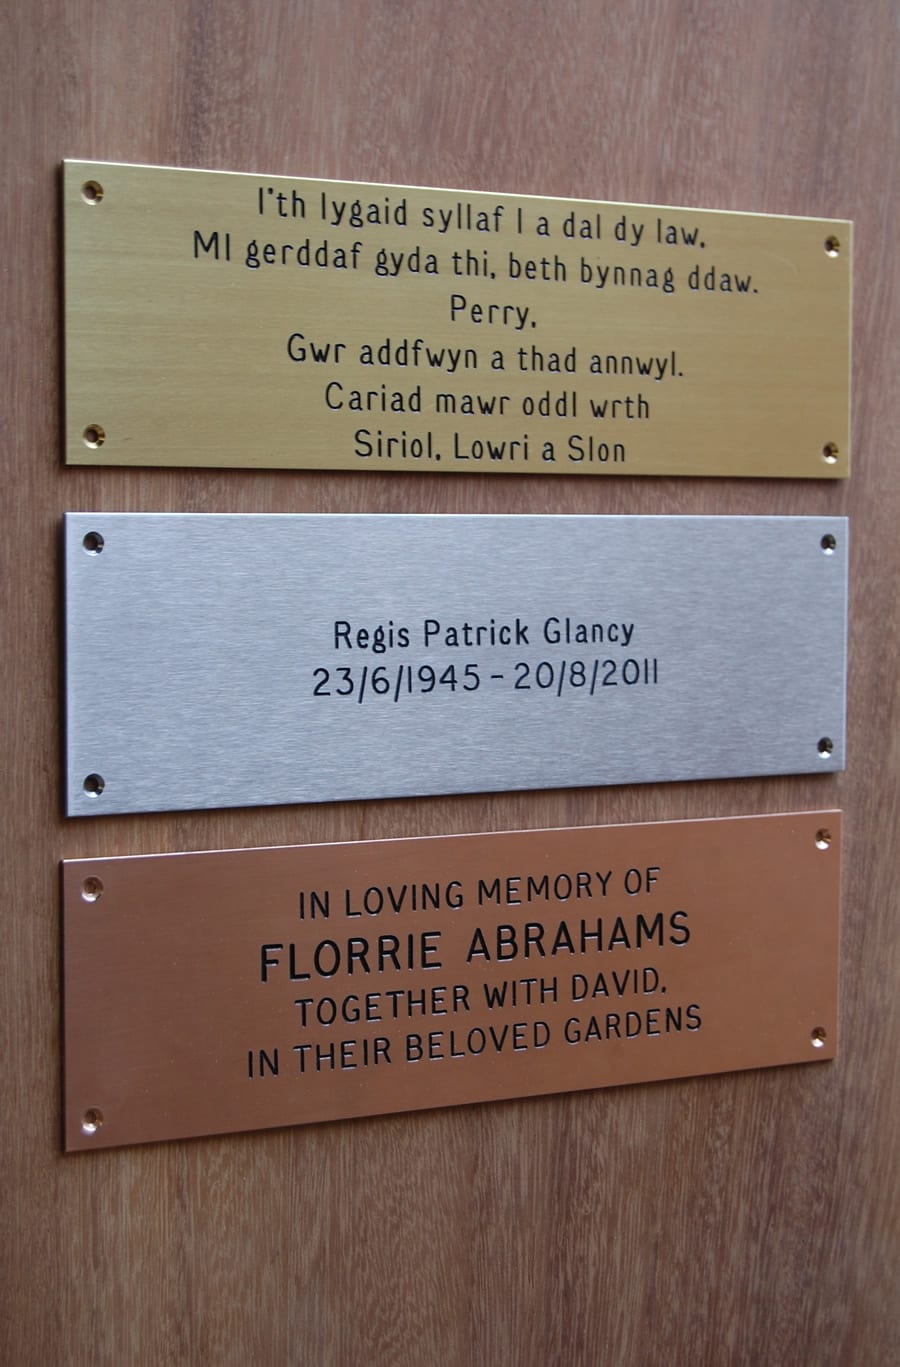 I'th lygaid syllaf I a dal dy law,
MI gerddaf gyda thi, beth bynnag ddaw.
Perry,
Gwr addfwyn a thad annwyl.
Cariad mawr oddI wrth
Siriol, Lowri a SIon
Regis Patrick Glancy
23/6/1945 - 20/8/2011
IN LOVING MEMORY OF
FLORRIE ABRAHAMS
TOGETHER WITH DAVID,
IN THEIR BELOVED GARDENS